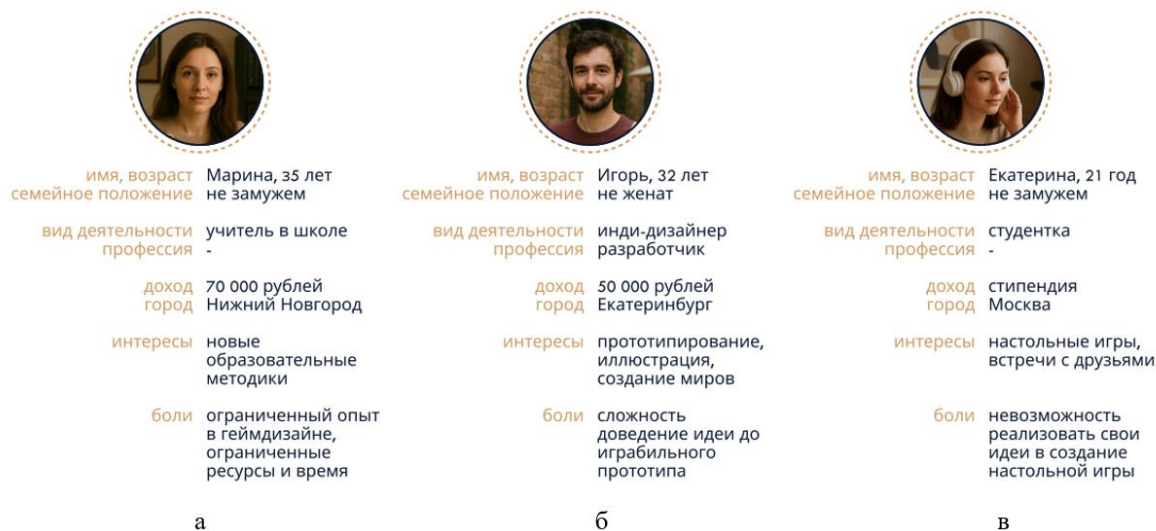 имя, возраст Марина, 35 лет
семейное положение не замужем
вид деятельности учитель в школе
профессия -
доход 70 000 рублей
город Нижний Новгород
интересы новые
образовательные
методики
боли ограниченный опыт
в геймдизайне,
ограниченные
ресурсы и время
а
имя, возраст Игорь, 32 лет
семейное положение не женат
вид деятельности инди-дизайнер
профессия разработчик
доход 50 000 рублей
город Екатеринбург
интересы прототипирование,
иллюстрация,
создание миров
боли сложность
доведение идеи до
играбильного
прототипа
б
имя, возраст Екатерина, 21 год
семейное положение не замужем
вид деятельности студентка
профессия -
доход стипендия
город Москва
интересы настольные игры,
встречи с друзьями
боли невозможность
реализовать свои
идеи в создание
настольной игры
в